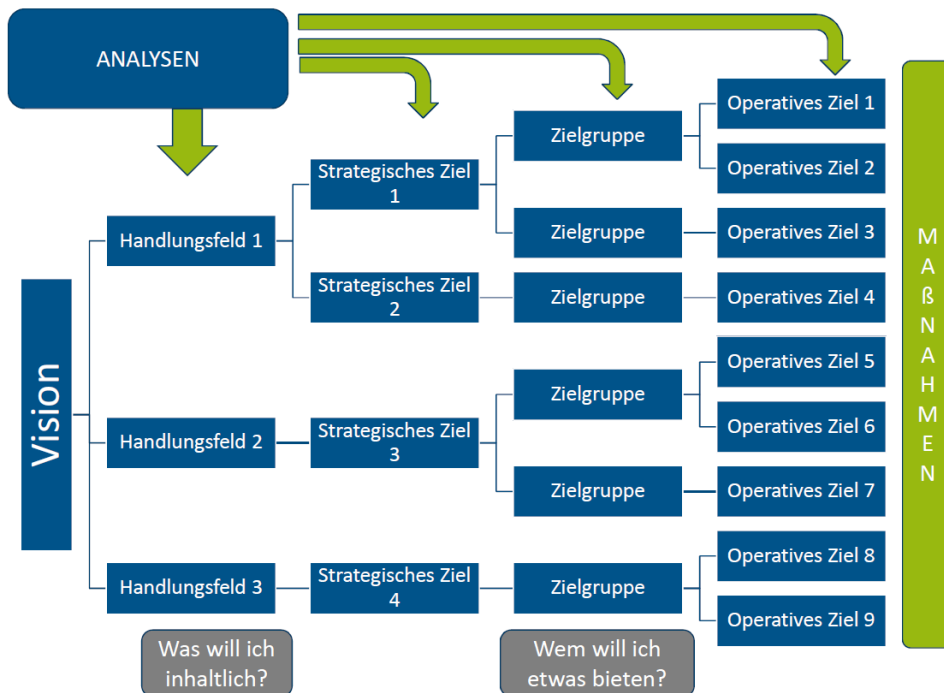 ANALYSEN
Operatives Ziel 1
Zielgruppe
Operatives Ziel 2
Strategisches Ziel
1
Handlungsfeld 1
Zielgruppe
Operatives Ziel 3
Strategisches Ziel
2
Zielgruppe
Operatives Ziel 4
Vision
Operatives Ziel 5
Zielgruppe
Operatives Ziel 6
Handlungsfeld 2
Strategisches Ziel
3
Zielgruppe
Operatives Ziel 7
Operatives Ziel 8
Handlungsfeld 3
Strategisches Ziel
4
Zielgruppe
Operatives Ziel 9
M
A
ß
N
A
H
M
E
N
Was will ich
inhaltlich?
Wem will ich
etwas bieten?